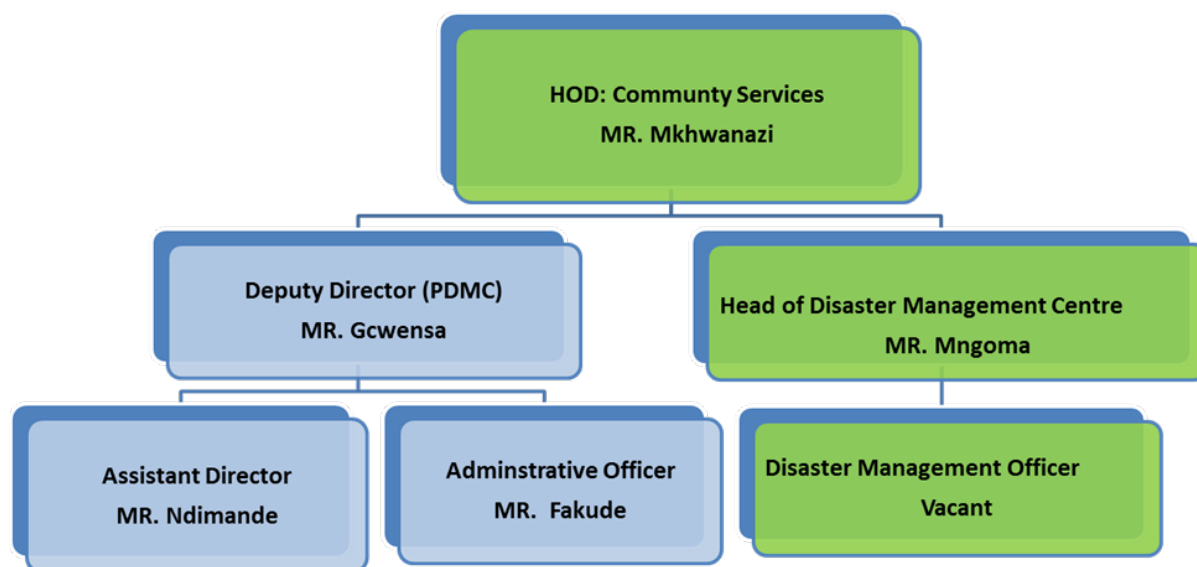 HOD: Communty Services
MR. Mkhwanazi
Deputy Director (PDMC)
MR. Gcwensa
Head of Disaster Management Centre
MR. Mngoma
Assistant Director
MR. Ndimande
Adminstrative Officer
MR. Fakude
Disaster Management Officer
Vacant